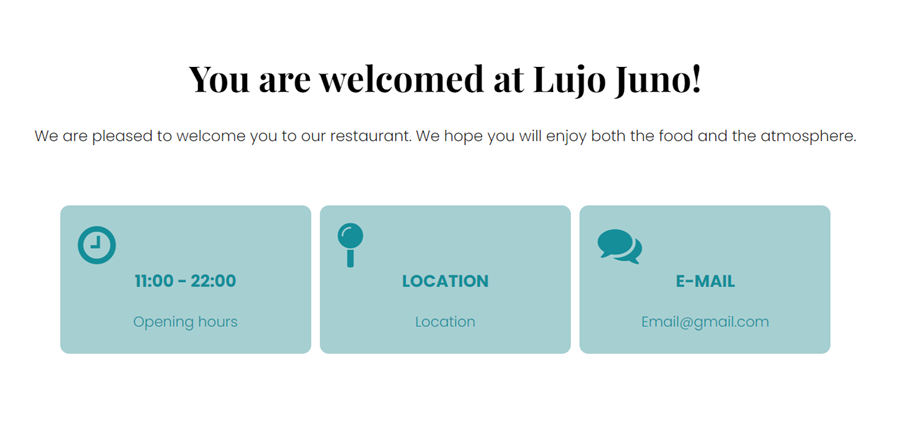 You are welcomed at Lujo Juno!
We are pleased to welcome you to our restaurant. We hope you will enjoy both the food and the atmosphere.
11:00 - 22:00
Opening hours
LOCATION
Location
E-MAIL
Email@gmail.com